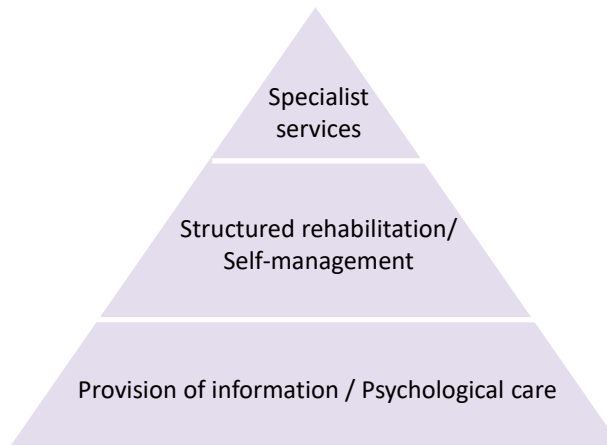 Specialist
services
Structured rehabilitation/
Self-management
Provision of information / Psychological care